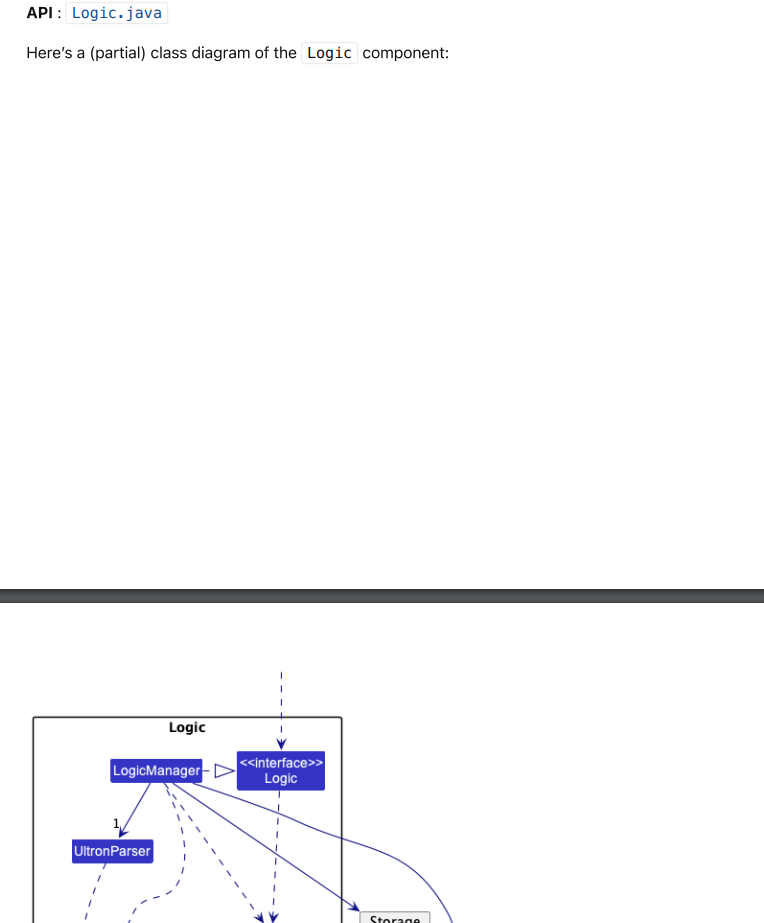 API : Logic.java
Here’s a (partial) class diagram of the Logic component:
Logic
<<interface>>
Logic
LogicManager
1
UltronParser
Storage